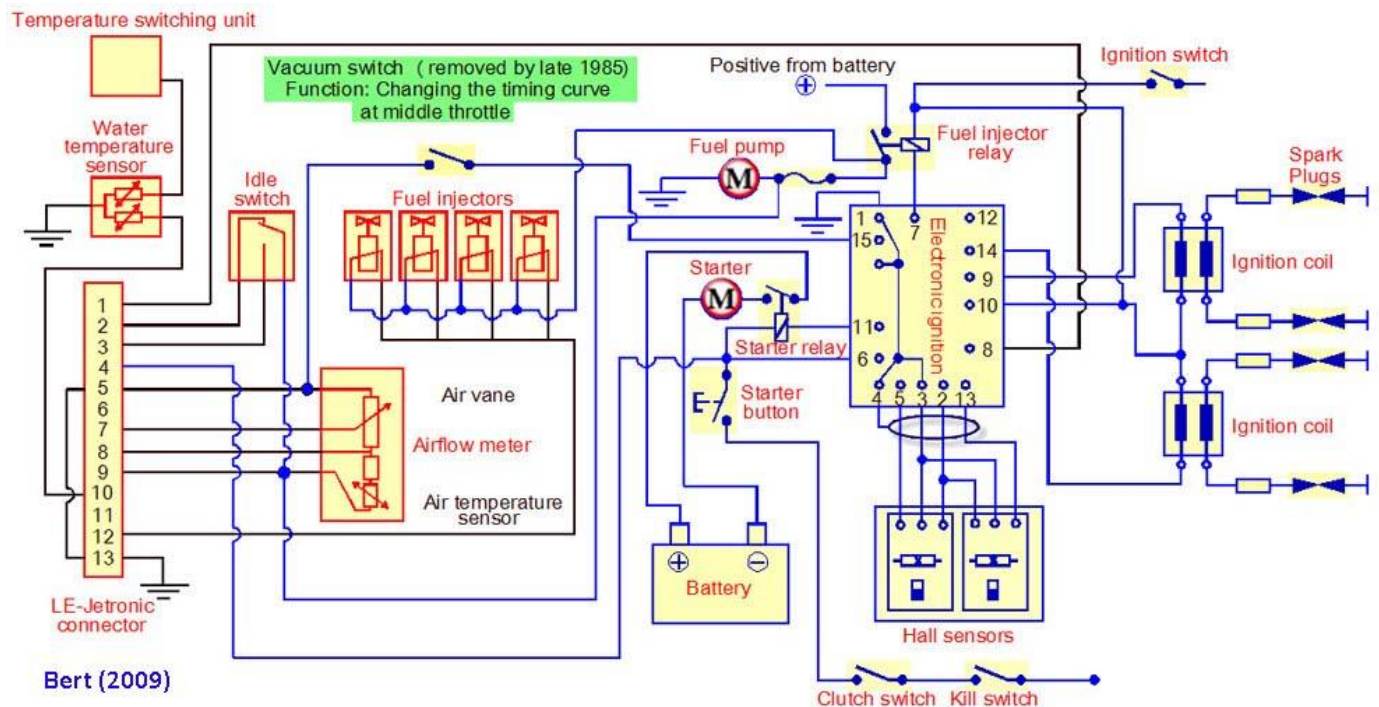 Temperature switching unit
Vacuum switch ( removed by late 1985)
Function: Changing the timing curve
at middle throttle
Positive from battery
Ignition switch
Water
temperature
sensor
Idle
switch
Fuel injectors
Fuel pump
M
Fuel injector
relay
Spark
Plugs
1
2
3
4
5
6
7
8
9
10
11
12
13
LE-Jetronic
connector
Air vane
Airflow meter
Air temperature
sensor
Starter
M
Starter relay
Starter
button
E
Electronic ignition
1
15
11
6
4
5
3
2
13
7
12
14
9
10
8
Ignition coil
Ignition coil
+
+
−
Battery
Hall sensors
Clutch switch
Kill switch
Bert (2009)